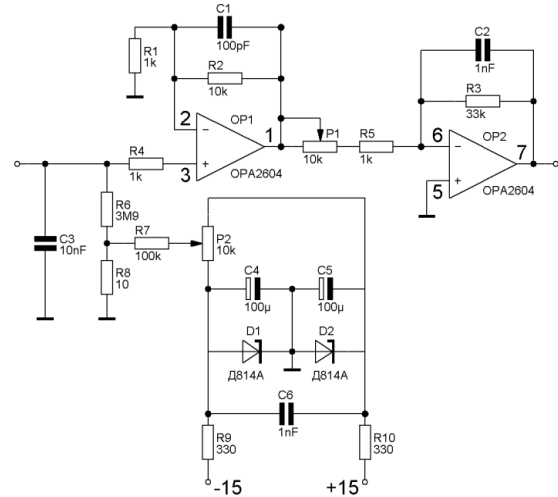 C1
100pF
R1
1k
R2
10k
C2
1nF
R3
33k
2
OP1
1
P1
R5
6
OP2
7
R4
1k
3
OPA2604
10k
1k
5
OPA2604
R6
3M9
C3
10nF
R7
100k
P2
10k
R8
10
C4
100µ
C5
100µ
D1
D2
Д814А
Д814А
C6
1nF
R9
330
R10
330
-15
+15